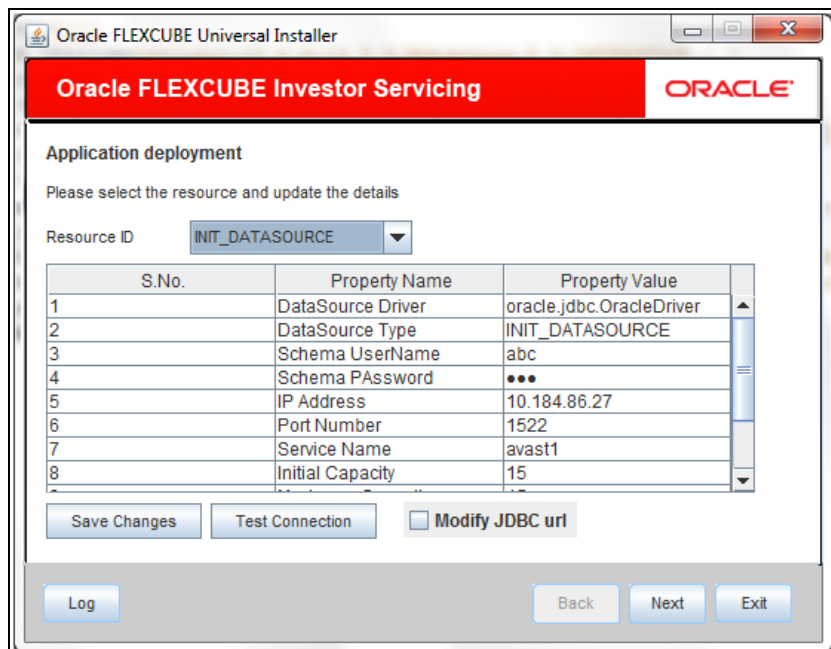 Oracle FLEXCUBE Universal Installer
Oracle FLEXCUBE Investor Servicing ORACLE
Application deployment
Please select the resource and update the details
Resource ID INIT_DATASOURCE
S.No. Property Name Property Value
1 DataSource Driver oracle.jdbc.OracleDriver
2 DataSource Type INIT_DATASOURCE
3 Schema UserName abc
4 Schema PAssword ●●●
5 IP Address 10.184.86.27
6 Port Number 1522
7 Service Name avast1
8 Initial Capacity 15
Save Changes Test Connection Modify JDBC url
Log Back Next Exit